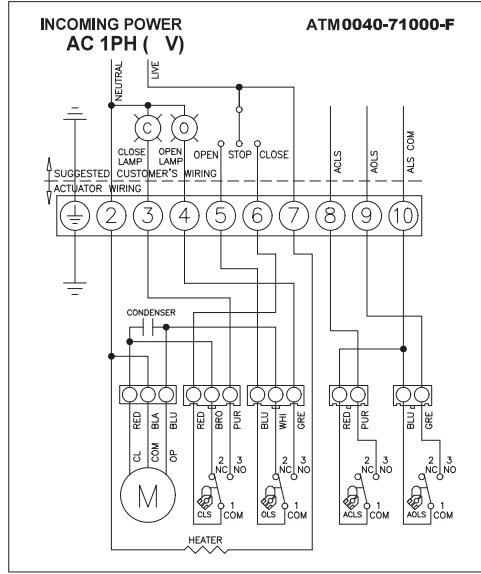 INCOMING POWER
AC 1PH (   V)
ATM0040-71000-F
NEUTRAL
LIVE
C
O
CLOSE LAMP
OPEN LAMP
OPEN
STOP
CLOSE
ACLS
AOLS
ALS COM
SUGGESTED CUSTOMER'S WIRING
ACTUATOR WIRING
2 3 4 5 6 7 8 9 10
CONDENSER
RED BLA BLU
RED BRO PUR
BLU WHI GRE
RED PUR
BLU GRE
CL COM OP
M
2 NC 3 NO
1 COM
CLS
2 NC 3 NO
1 COM
OLS
2 NC 3 NO
1 COM
ACLS
2 NC 3 NO
1 COM
AOLS
HEATER